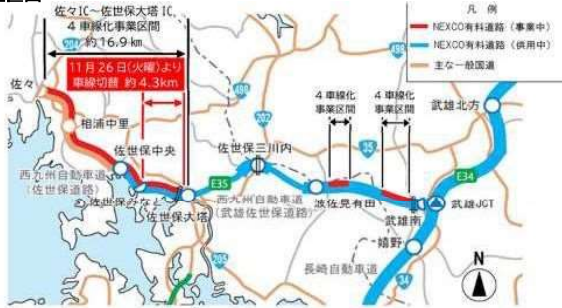 佐々IC~佐世保大塔IC
4車線化事業区間
約16.9km
凡 例
NEXCO有料道路(事業中)
NEXCO有料道路(供用中)
主な一般国道
11月26日(火曜)より
車線切替 約4.3km
204
498
498
佐々
4車線化
事業区間
4車線化
事業区間
武雄北方
202
相浦中里
佐世保三川内
35
35
佐世保中央
E34
西九州自動車道
(佐世保道路)
E35
佐世保みなと
西九州自動車道
(武雄佐世保道路)
波佐見有田
武雄JCT
武雄南
佐世保大塔
嬉野
205
長崎自動車道
34
N